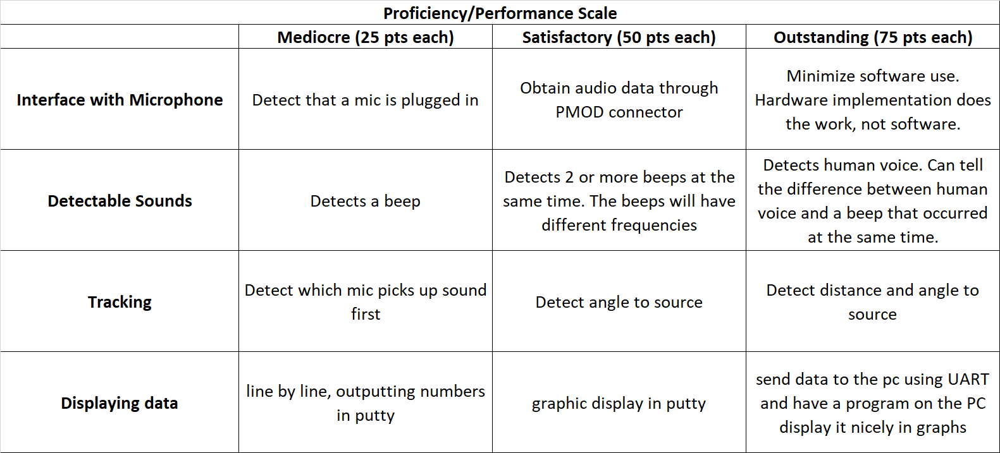 Proficiency/Performance Scale
Mediocre (25 pts each)
Satisfactory (50 pts each)
Outstanding (75 pts each)
Interface with Microphone
Detect that a mic is plugged in
Obtain audio data through
PMOD connector
Minimize software use.
Hardware implementation does
the work, not software.
Detectable Sounds
Detects a beep
Detects 2 or more beeps at the
same time. The beeps will have
different frequencies
Detects human voice. Can tell
the difference between human
voice and a beep that occurred
at the same time.
Tracking
Detect which mic picks up sound
first
Detect angle to source
Detect distance and angle to
source
Displaying data
line by line, outputting numbers
in putty
graphic display in putty
send data to the pc using UART
and have a program on the PC
display it nicely in graphs